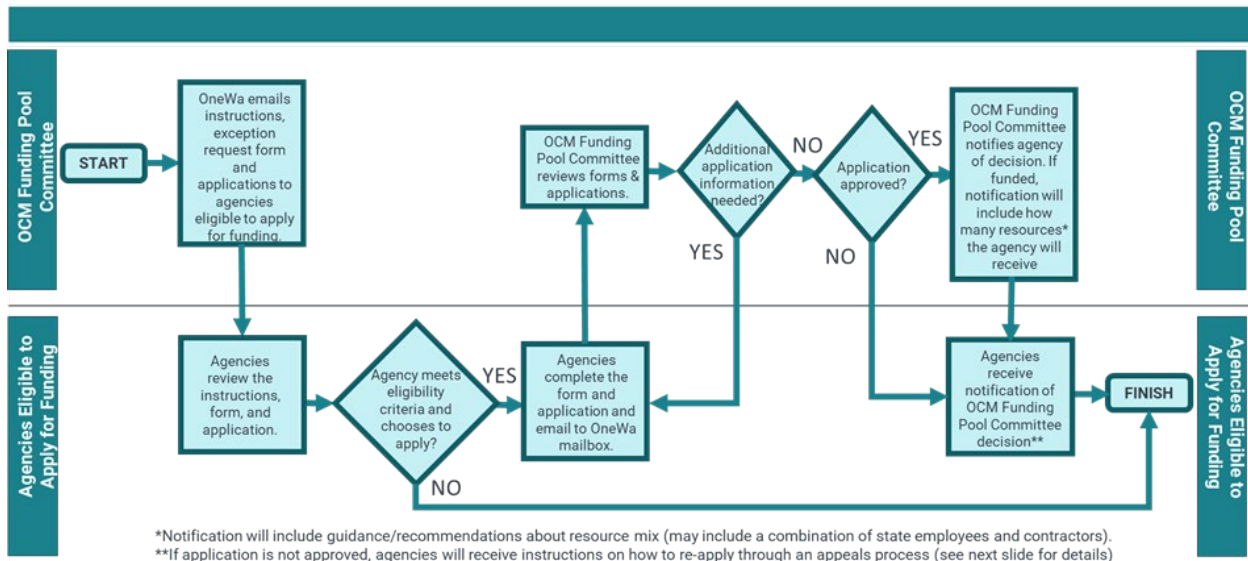 OCM Funding Pool
Committee
START
OneWa emails
instructions,
exception
request form
and
applications to
agencies
eligible to apply
for funding.
OCM Funding
Pool Committee
reviews forms &
applications.
Additional
application
information
needed?
NO
YES
Application
approved?
YES
NO
OCM Funding
Pool Committee
notifies agency
of decision. If
funded,
notification will
include how
many resources*
the agency will
receive
OCM Funding Pool
Committee
Agencies Eligible to
Apply for Funding
Agencies
review the
instructions,
form, and
application.
Agency meets
eligibility
criteria and
chooses to
apply?
YES
NO
Agencies
complete the
form and
application and
email to OneWa
mailbox.
Agencies
receive
notification of
OCM Funding
Pool Committee
decision**
FINISH
Agencies Eligible to
Apply for Funding
*Notification will include guidance/recommendations about resource mix (may include a combination of state employees and contractors).
**If application is not approved, agencies will receive instructions on how to re-apply through an appeals process (see next slide for details)